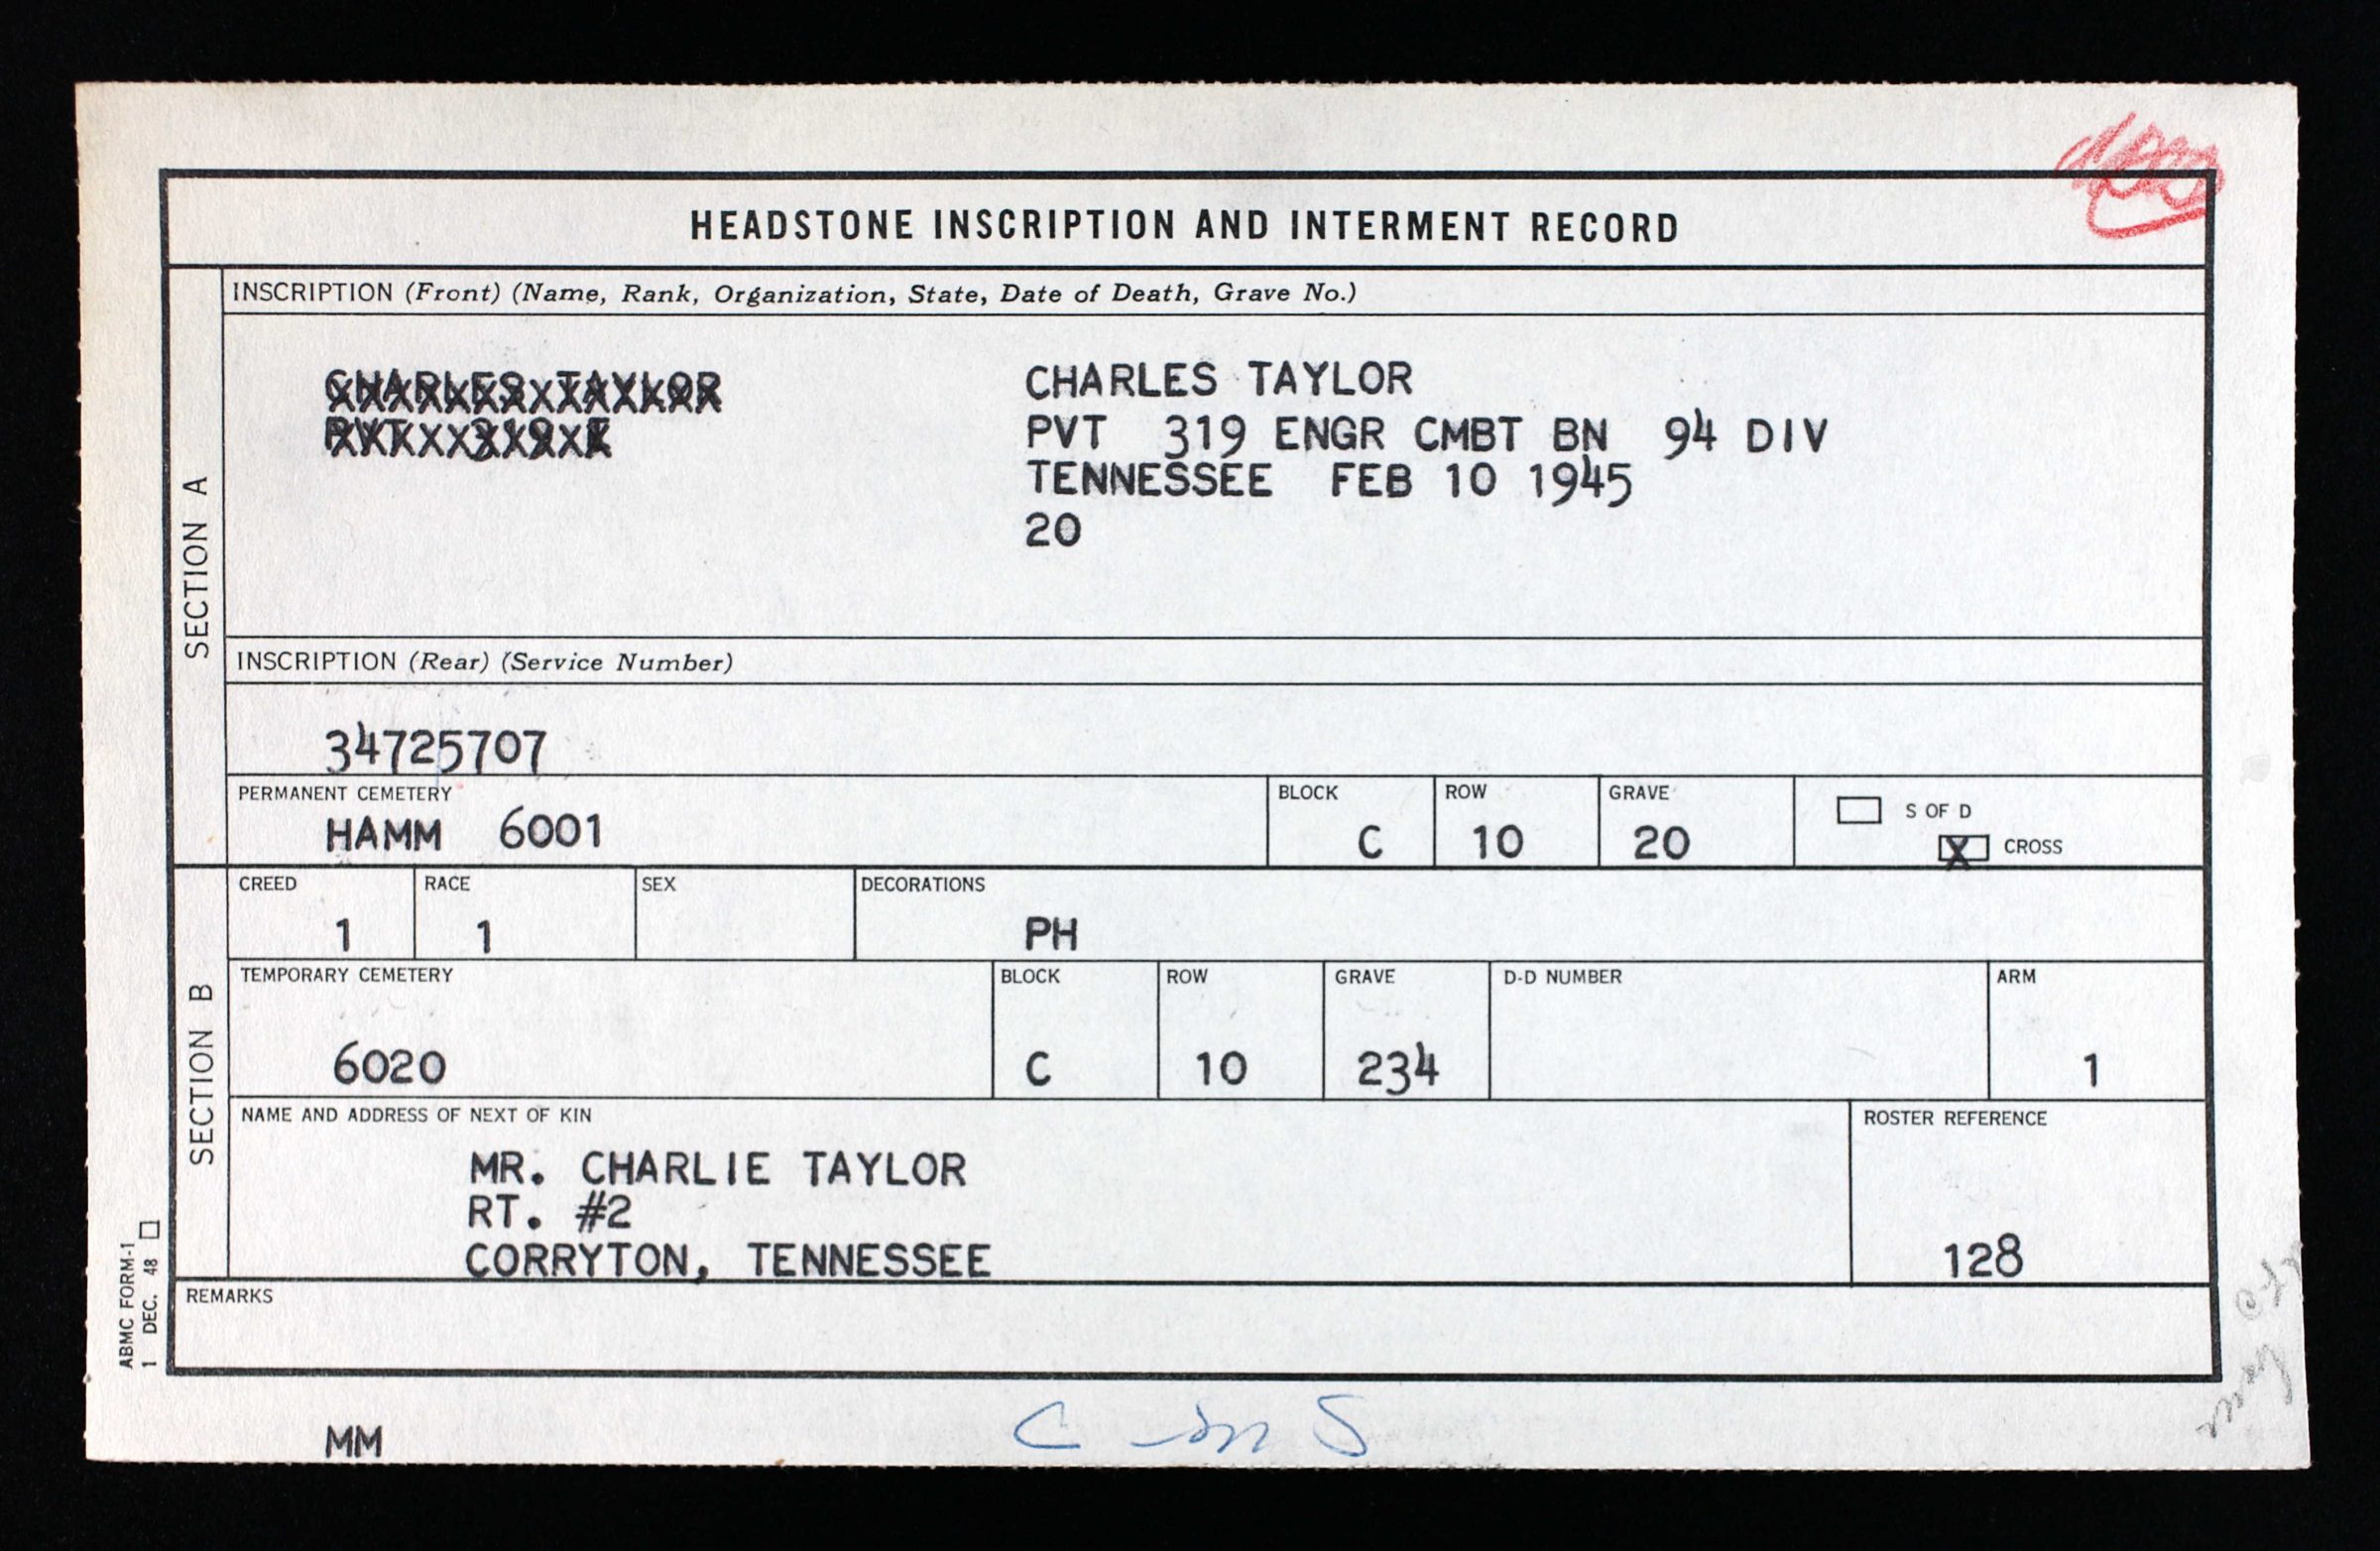 HEADSTONE INSCRIPTION AND INTERMENT RECORD
SECTION A
INSCRIPTION (Front) (Name, Rank, Organization, State, Date of Death, Grave No.)
CHARLES TAYLOR
PVT 319 E
CHARLES TAYLOR
PVT 319 ENGR CMBT BN 94 DIV
TENNESSEE FEB 10 1945
20
INSCRIPTION (Rear) (Service Number)
34725707
PERMANENT CEMETERY
HAMM 6001
BLOCK
C
ROW
10
GRAVE
20
S OF D
X CROSS
SECTION B
CREED
1
RACE
1
SEX
DECORATIONS
PH
TEMPORARY CEMETERY
6020
BLOCK
C
ROW
10
GRAVE
234
D-D NUMBER
ARM
1
NAME AND ADDRESS OF NEXT OF KIN
MR. CHARLIE TAYLOR
RT. #2
CORRYTON, TENNESSEE
ROSTER REFERENCE
128
REMARKS
ABMC FORM-1
1 DEC. 48
MM